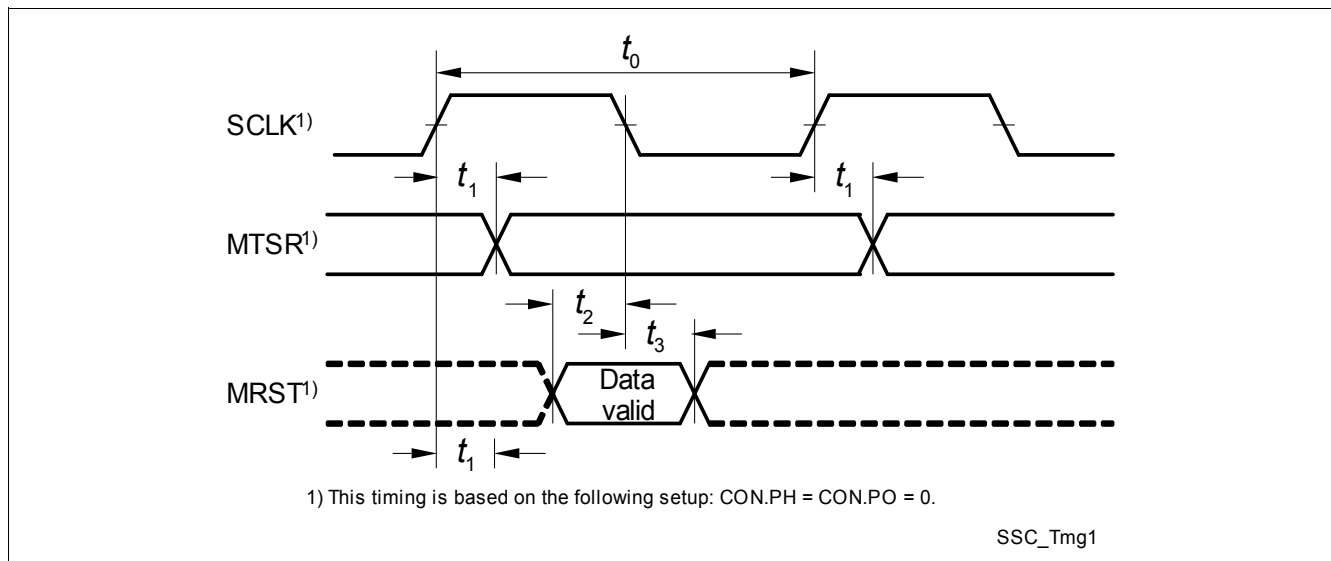 t0
SCLK1)
t1 t1
MTSR1)
t2
t3
MRST1) Data
valid
t1
1) This timing is based on the following setup: CON.PH = CON.PO = 0.
SSC_Tmg1